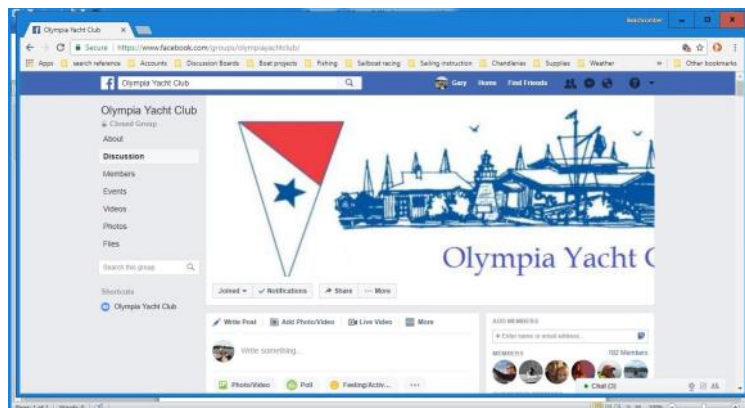 Olympia Yacht Club
Secure https://www.facebook.com/groups/olympiayachtclub/
Apps search reference Accounts Discussion Boards Boat projects Fishing Sailboat racing Sailing instruction Chandleries Supplies Weather Other bookmarks
Olympia Yacht Club Gary Home Find Friends
Olympia Yacht Club
Closed Group
About
Discussion
Members
Events
Videos
Photos
Files
Search this group
Shortcuts
Olympia Yacht Club
Olympia Yacht C
Joined Notifications Share More
Write Post Add Photo/Video Live Video More
Write something...
Photo/Video Poll Feeling/Activ...
ADD MEMBERS
+ Enter name or email address...
MEMBERS 192 Members
Chat (3)